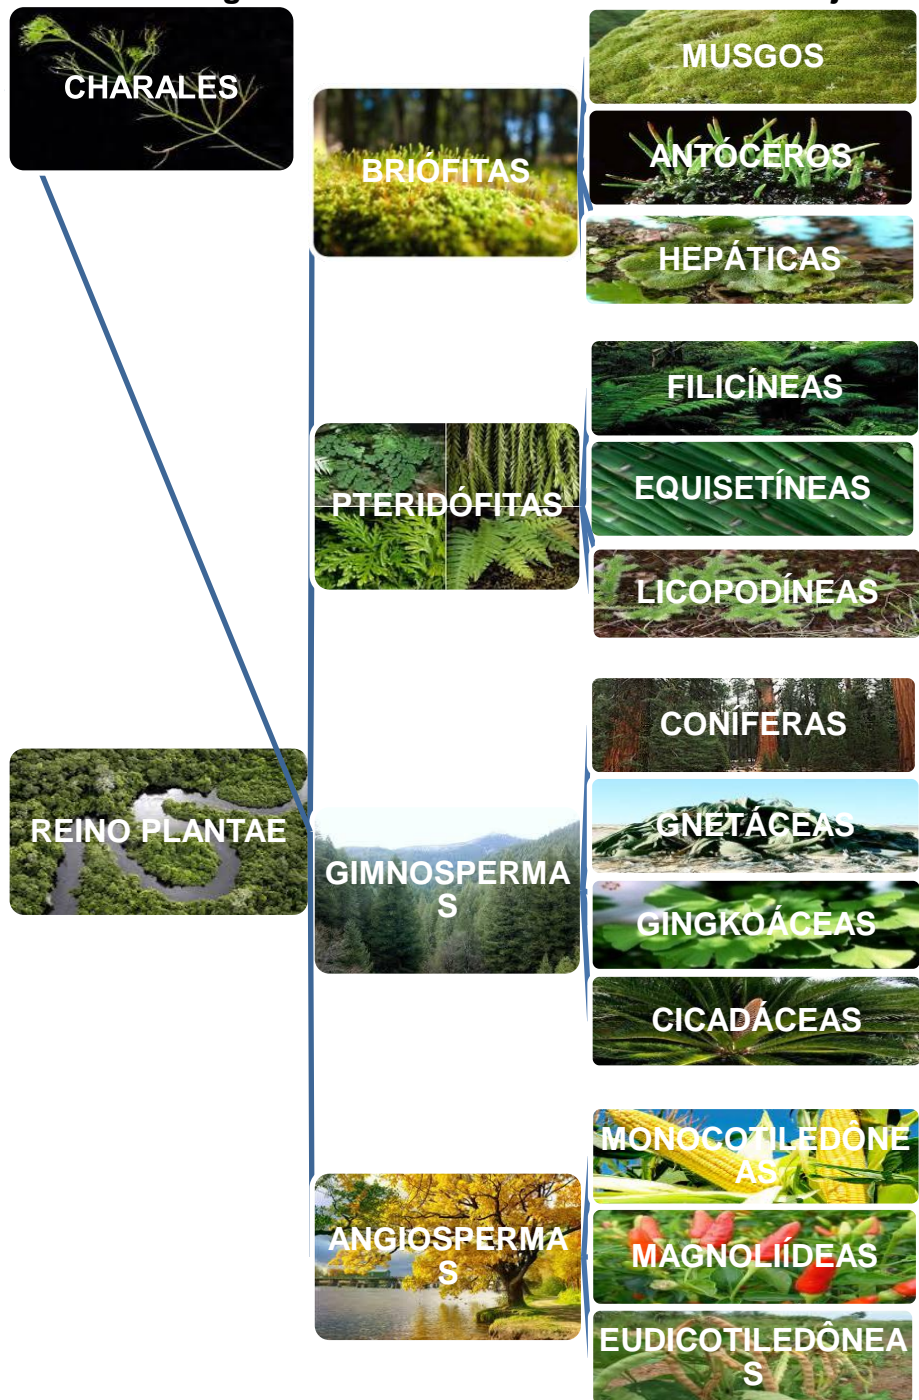 CHARALES
REINO PLANTAE
BRIÓFITAS
MUSGOS
ANTÓCEROS
HEPÁTICAS
PTERIDÓFITAS
FILICÍNEAS
EQUISETÍNEAS
LICOPODÍNEAS
GIMNOSPERMA
S
CONÍFERAS
GNETÁCEAS
GINGKOÁCEAS
CICADÁCEAS
ANGIOSPERMA
S
MONOCOTILEDÔNE
AS
MAGNOLIÍDEAS
EUDICOTILEDÔNEA
S